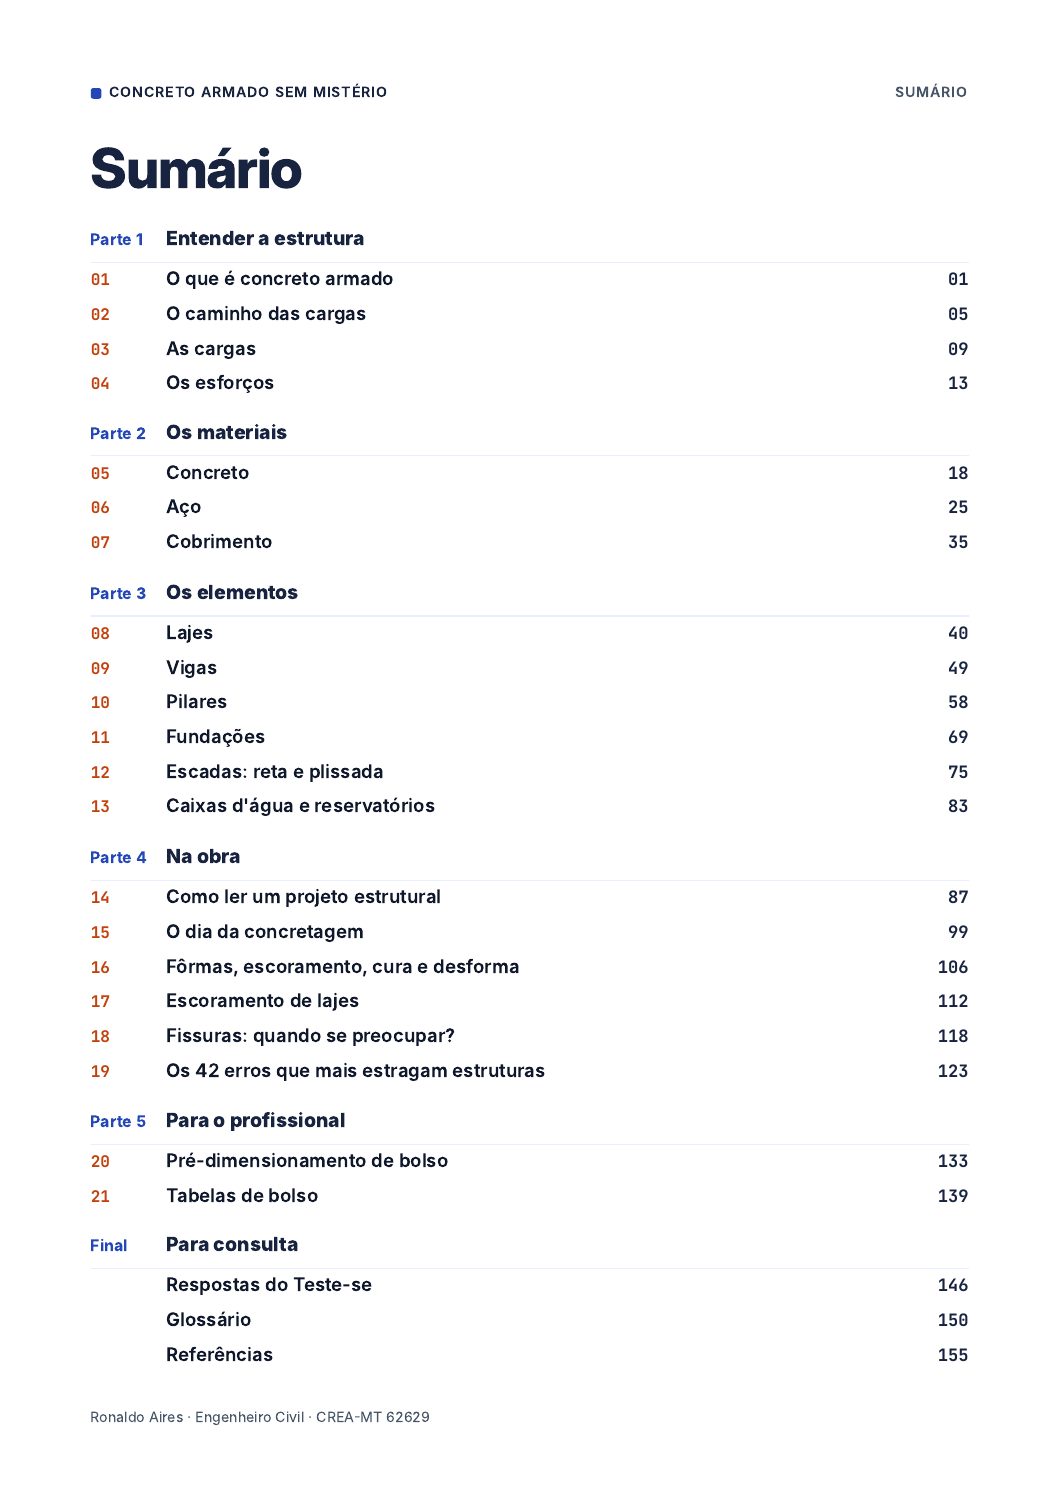 CONCRETO ARMADO SEM MISTÉRIO SUMÁRIO
Sumário
Parte 1 Entender a estrutura
01 O que é concreto armado 01
02 O caminho das cargas 05
03 As cargas 09
04 Os esforços 13
Parte 2 Os materiais
05 Concreto 18
06 Aço 25
07 Cobrimento 35
Parte 3 Os elementos
08 Lajes 40
09 Vigas 49
10 Pilares 58
11 Fundações 69
12 Escadas: reta e plissada 75
13 Caixas d'água e reservatórios 83
Parte 4 Na obra
14 Como ler um projeto estrutural 87
15 O dia da concretagem 99
16 Fôrmas, escoramento, cura e desforma 106
17 Escoramento de lajes 112
18 Fissuras: quando se preocupar? 118
19 Os 42 erros que mais estragam estruturas 123
Parte 5 Para o profissional
20 Pré-dimensionamento de bolso 133
21 Tabelas de bolso 139
Final Para consulta
Respostas do Teste-se 146
Glossário 150
Referências 155
Ronaldo Aires · Engenheiro Civil · CREA-MT 62629